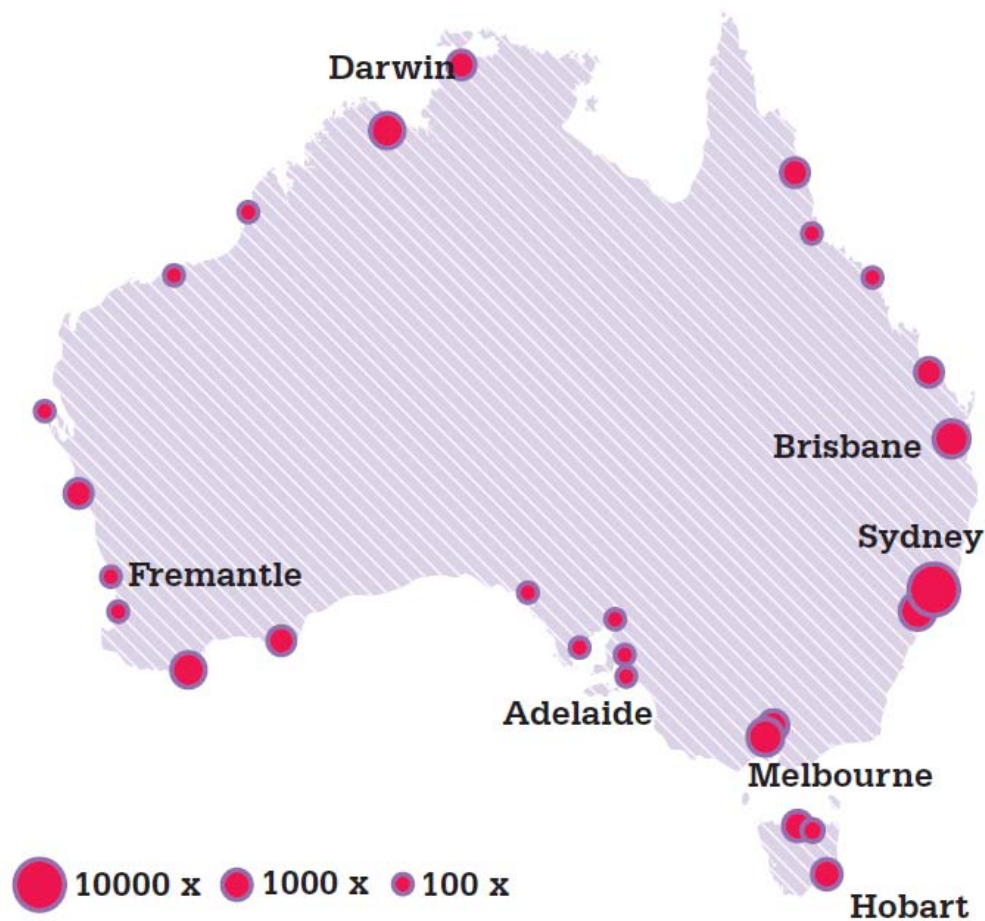 Darwin
Brisbane
Sydney
Fremantle
Adelaide
Melbourne
10000 x 1000 x 100 x
Hobart